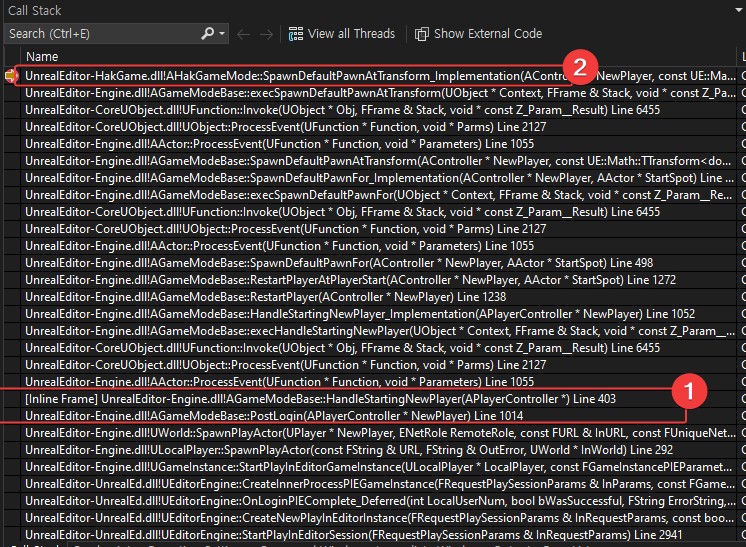 Call Stack
Search (Ctrl+E)
View all Threads
Show External Code
Name
2
UnrealEditor-HakGame.dll!AHakGameMode::SpawnDefaultPawnAtTransform_Implementation(ACont NewPlayer, const UE::Ma...
UnrealEditor-Engine.dll!AGameModeBase::execSpawnDefaultPawnAtTransform(UObject * Context, FFrame & Stack, void * const Z_Par...
UnrealEditor-CoreUObject.dll!UFunction::Invoke(UObject * Obj, FFrame & Stack, void * const Z_Param__Result) Line 6455
UnrealEditor-CoreUObject.dll!UObject::ProcessEvent(UFunction * Function, void * Parms) Line 2127
UnrealEditor-Engine.dll!AActor::ProcessEvent(UFunction * Function, void * Parameters) Line 1055
UnrealEditor-Engine.dll!AGameModeBase::SpawnDefaultPawnAtTransform(AController * NewPlayer, const UE::Math::TTransform<do...
UnrealEditor-Engine.dll!AGameModeBase::SpawnDefaultPawnFor_Implementation(AController * NewPlayer, AActor * StartSpot) Line ...
UnrealEditor-Engine.dll!AGameModeBase::execSpawnDefaultPawnFor(UObject * Context, FFrame & Stack, void * const Z_Param__Re...
UnrealEditor-CoreUObject.dll!UFunction::Invoke(UObject * Obj, FFrame & Stack, void * const Z_Param__Result) Line 6455
UnrealEditor-CoreUObject.dll!UObject::ProcessEvent(UFunction * Function, void * Parms) Line 2127
UnrealEditor-Engine.dll!AActor::ProcessEvent(UFunction * Function, void * Parameters) Line 1055
UnrealEditor-Engine.dll!AGameModeBase::SpawnDefaultPawnFor(AController * NewPlayer, AActor * StartSpot) Line 498
UnrealEditor-Engine.dll!AGameModeBase::RestartPlayerAtPlayerStart(AController * NewPlayer, AActor * StartSpot) Line 1272
UnrealEditor-Engine.dll!AGameModeBase::RestartPlayer(AController * NewPlayer) Line 1238
UnrealEditor-Engine.dll!AGameModeBase::HandleStartingNewPlayer_Implementation(APlayerController * NewPlayer) Line 1052
UnrealEditor-Engine.dll!AGameModeBase::execHandleStartingNewPlayer(UObject * Context, FFrame & Stack, void * const Z_Param_...
UnrealEditor-CoreUObject.dll!UFunction::Invoke(UObject * Obj, FFrame & Stack, void * const Z_Param__Result) Line 6455
UnrealEditor-CoreUObject.dll!UObject::ProcessEvent(UFunction * Function, void * Parms) Line 2127
UnrealEditor-Engine.dll!AActor::ProcessEvent(UFunction * Function, void * Parameters) Line 1055
1
[Inline Frame] UnrealEditor-Engine.dll!AGameModeBase::HandleStartingNewPlayer(APlayerController *) Line 403
UnrealEditor-Engine.dll!AGameModeBase::PostLogin(APlayerController * NewPlayer) Line 1014
UnrealEditor-Engine.dll!UWorld::SpawnPlayActor(UPlayer * NewPlayer, ENetRole RemoteRole, const FURL & InURL, const FUniqueNet...
UnrealEditor-Engine.dll!ULocalPlayer::SpawnPlayActor(const FString & URL, FString & OutError, UWorld * InWorld) Line 292
UnrealEditor-Engine.dll!UGameInstance::StartPlayInEditorGameInstance(ULocalPlayer * LocalPlayer, const FGameInstancePIEParamet...
UnrealEditor-UnrealEd.dll!UEditorEngine::CreateInnerProcessPIEGameInstance(FRequestPlaySessionParams & InParams, const FGame...
UnrealEditor-UnrealEd.dll!UEditorEngine::OnLoginPIEComplete_Deferred(int LocalUserNum, bool bWasSuccessful, FString ErrorString,...
UnrealEditor-UnrealEd.dll!UEditorEngine::CreateNewPlayInEditorInstance(FRequestPlaySessionParams & InRequestParams, const bool...
UnrealEditor-UnrealEd.dll!UEditorEngine::StartPlayInEditorSession(FRequestPlaySessionParams & InRequestParams) Line 2941